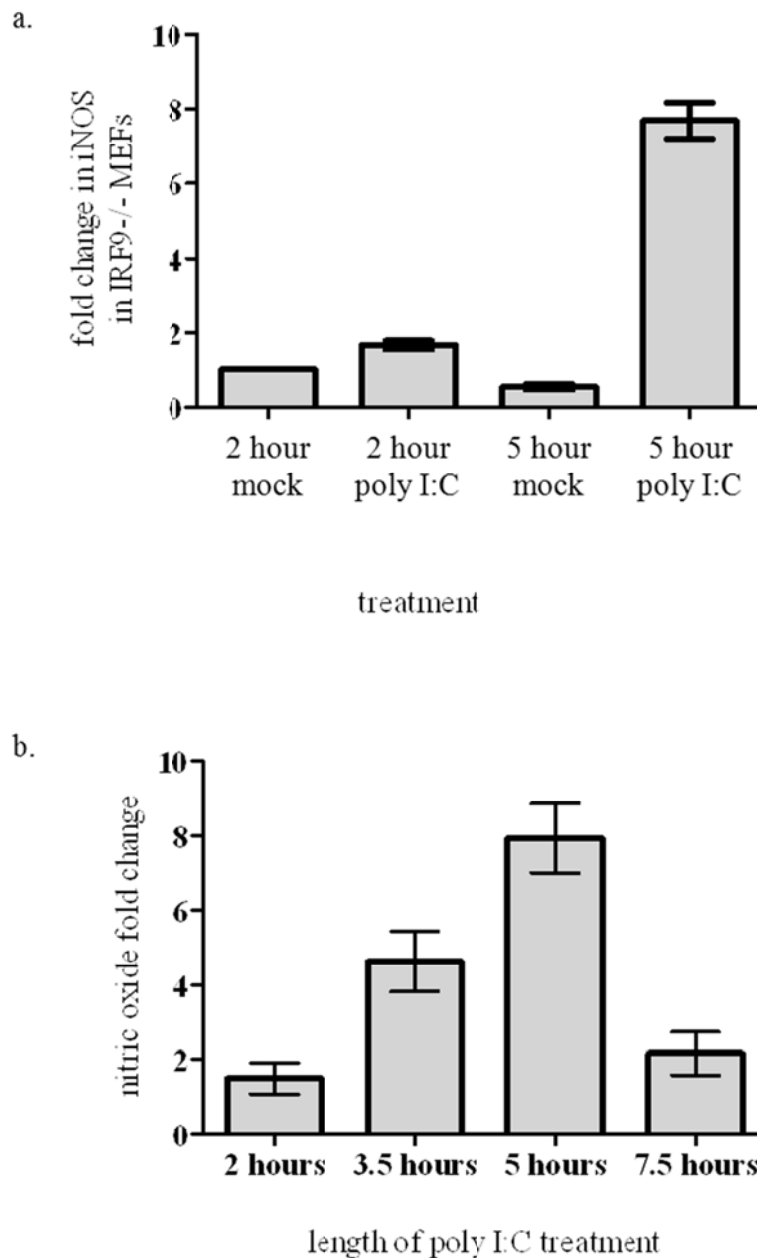 a.
fold change in iNOS
in IRF9-/- MEFs
10
8
6
4
2
0
2 hour 2 hour 5 hour 5 hour
mock poly I:C mock poly I:C
treatment
b.
nitric oxide fold change
10
8
6
4
2
0
2 hours 3.5 hours 5 hours 7.5 hours
length of poly I:C treatment